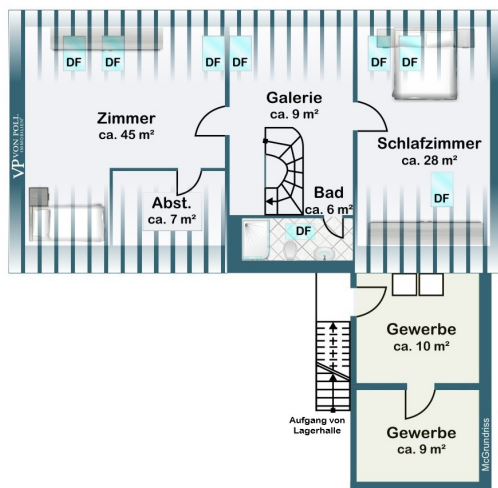 DF
DF
DF
DF
DF
DF
Zimmer
ca. 45 m²
Galerie
ca. 9 m²
Schlafzimmer
ca. 28 m²
VP VON POLL
IMMOBILIEN
Abst.
ca. 7 m²
Bad
ca. 6 m²
DF
DF
Gewerbe
ca. 10 m²
Aufgang von
Lagerhalle
Gewerbe
ca. 9 m²
McGrundriss